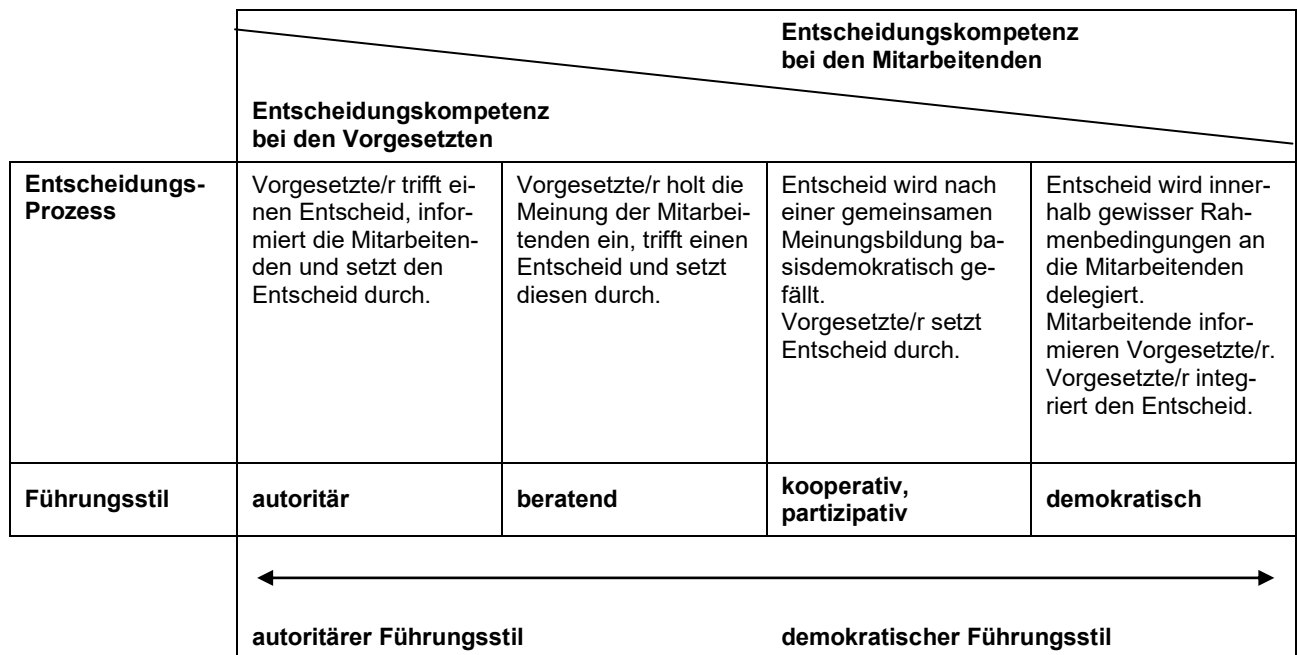 Entscheidungskompetenz
bei den Mitarbeitenden
Entscheidungskompetenz
bei den Vorgesetzten
Entscheidungs-
Prozess
Vorgesetzte/r trifft ei-
nen Entscheid, infor-
miert die Mitarbeiten-
den und setzt den
Entscheid durch.
Vorgesetzte/r holt die
Meinung der Mitarbei-
tenden ein, trifft einen
Entscheid und setzt
diesen durch.
Entscheid wird nach
einer gemeinsamen
Meinungsbildung ba-
sisdemokratisch ge-
fällt.
Vorgesetzte/r setzt
Entscheid durch.
Entscheid wird inner-
halb gewisser Rah-
menbedingungen an
die Mitarbeitenden
delegiert.
Mitarbeitende infor-
mieren Vorgesetzte/r.
Vorgesetzte/r integ-
riert den Entscheid.
Führungsstil
autoritär
beratend
kooperativ,
partizipativ
demokratisch
autoritärer Führungsstil
demokratischer Führungsstil